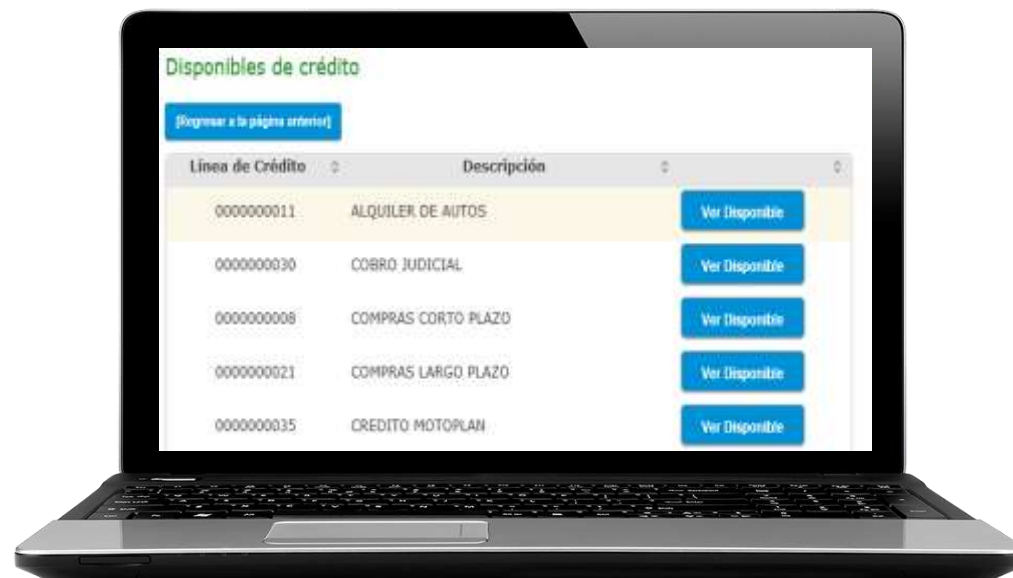 Disponibles de crédito
[Regresar a la página anterior]
Línea de Crédito Descripción
0000000011 ALQUILER DE AUTOS Ver Disponible
0000000030 COBRO JUDICIAL Ver Disponible
0000000008 COMPRAS CORTO PLAZO Ver Disponible
0000000021 COMPRAS LARGO PLAZO Ver Disponible
0000000035 CREDITO MOTOPLAN Ver Disponible